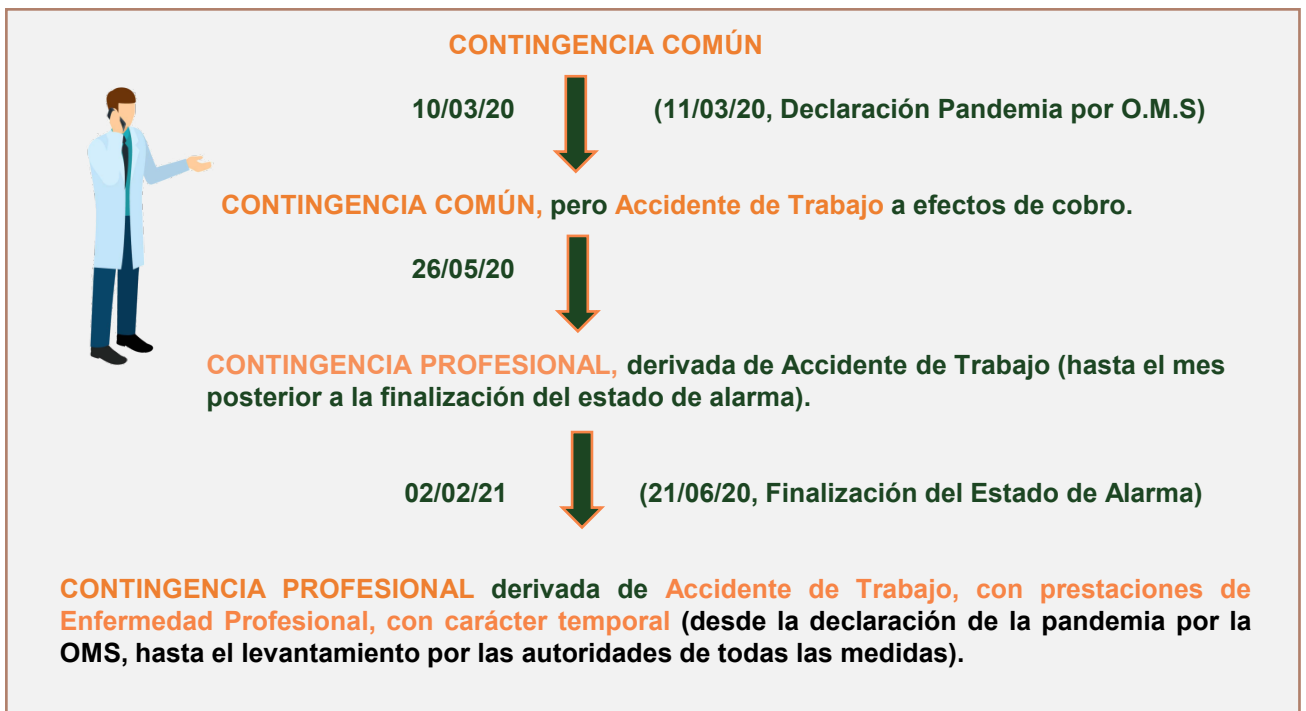 CONTINGENCIA COMÚN
10/03/20 (11/03/20, Declaración Pandemia por O.M.S)
CONTINGENCIA COMÚN, pero Accidente de Trabajo a efectos de cobro.
26/05/20
CONTINGENCIA PROFESIONAL, derivada de Accidente de Trabajo (hasta el mes
posterior a la finalización del estado de alarma).
02/02/21 (21/06/20, Finalización del Estado de Alarma)
CONTINGENCIA PROFESIONAL derivada de Accidente de Trabajo, con prestaciones de
Enfermedad Profesional, con carácter temporal (desde la declaración de la pandemia por la
OMS, hasta el levantamiento por las autoridades de todas las medidas).